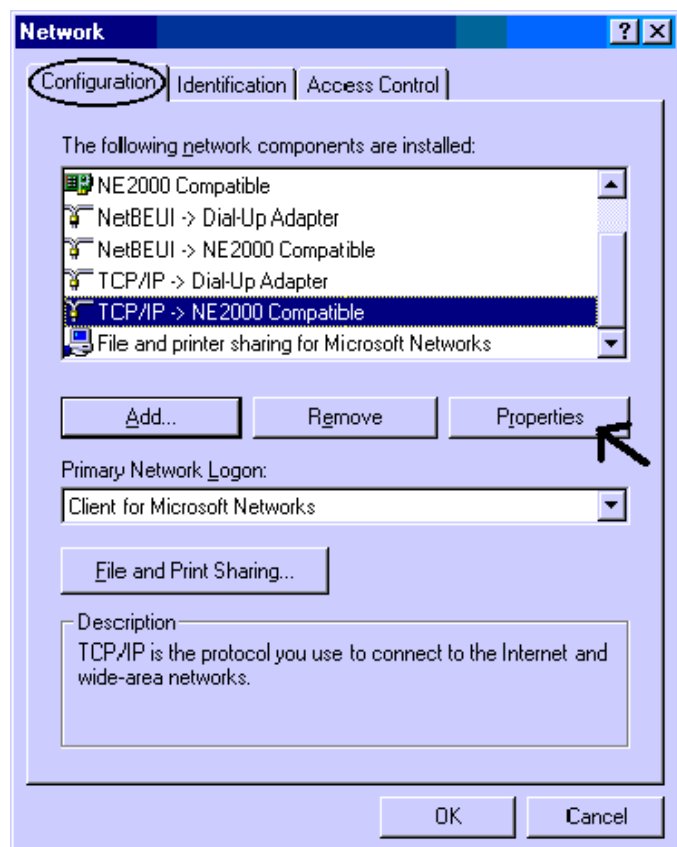 Network
Configuration Identification Access Control
The following network components are installed:
NE2000 Compatible
NetBEUI -> Dial-Up Adapter
NetBEUI -> NE2000 Compatible
TCP/IP -> Dial-Up Adapter
TCP/IP -> NE2000 Compatible
File and printer sharing for Microsoft Networks
Add... Remove Properties
Primary Network Logon:
Client for Microsoft Networks
File and Print Sharing...
Description
TCP/IP is the protocol you use to connect to the Internet and
wide-area networks.
OK Cancel